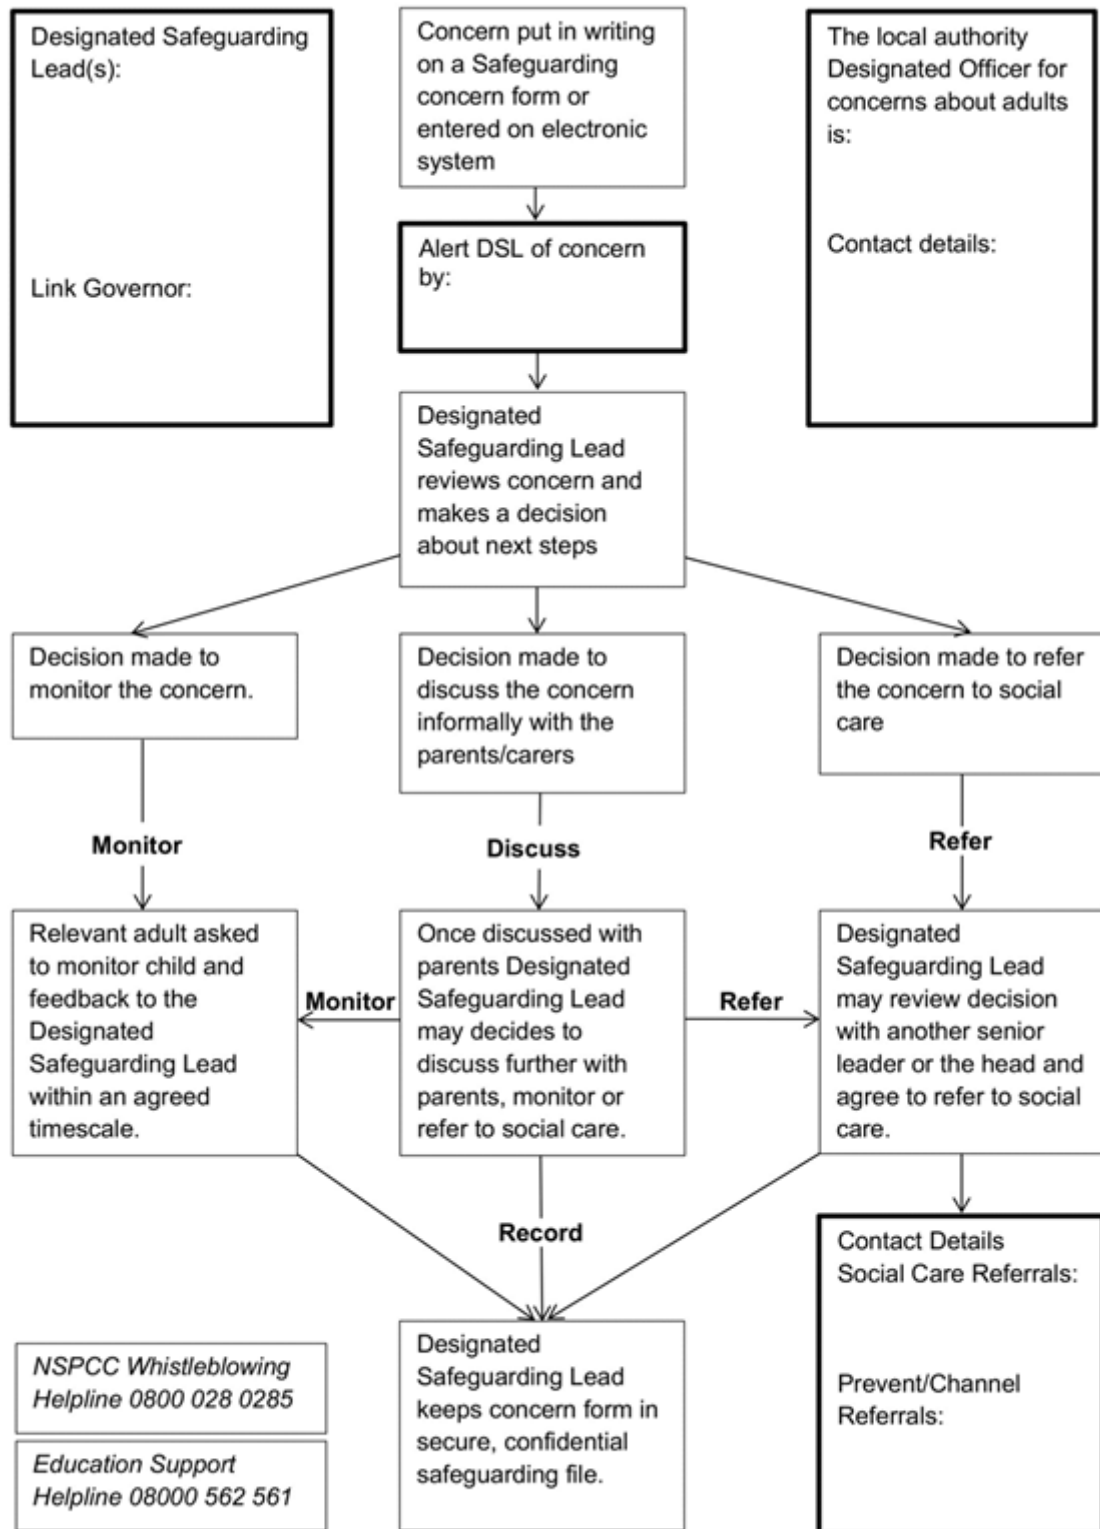 Designated Safeguarding
Lead(s):
Link Governor:
Concern put in writing
on a Safeguarding
concern form or
entered on electronic
system
The local authority
Designated Officer for
concerns about adults
is:
Contact details:
Alert DSL of concern
by:
Designated
Safeguarding Lead
reviews concern and
makes a decision
about next steps
Decision made to
monitor the concern.
Decision made to
discuss the concern
informally with the
parents/carers
Decision made to refer
the concern to social
care
Monitor
Discuss
Refer
Relevant adult asked
to monitor child and
feedback to the
Designated
Safeguarding Lead
within an agreed
timescale.
Monitor
Once discussed with
parents Designated
Safeguarding Lead
may decides to
discuss further with
parents, monitor or
refer to social care.
Refer
Designated
Safeguarding Lead
may review decision
with another senior
leader or the head and
agree to refer to social
care.
Record
Contact Details
Social Care Referrals:
Prevent/Channel
Referrals:
Designated
Safeguarding Lead
keeps concern form in
secure, confidential
safeguarding file.
NSPCC Whistleblowing
Helpline 0800 028 0285
Education Support
Helpline 08000 562 561